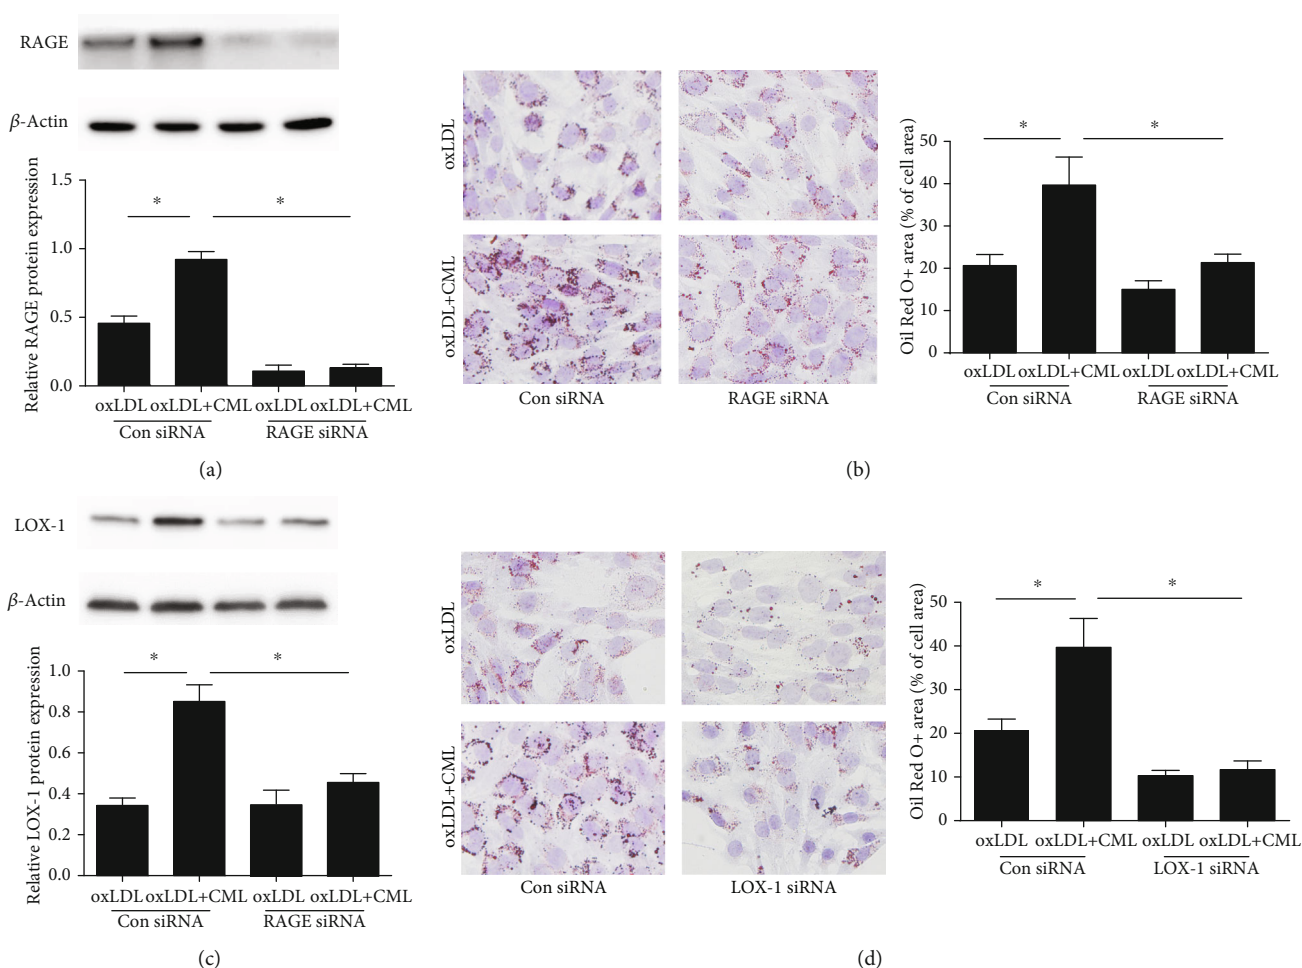 RAGE
β-Actin
Relative RAGE protein expression
1.5
1.0
0.5
0.0
*
*
oxLDL oxLDL+CML oxLDL oxLDL+CML
Con siRNA RAGE siRNA
(a)
oxLDL
oxLDL+CML
Con siRNA RAGE siRNA
Oil Red O+ area (% of cell area)
50
40
30
20
10
0
*
*
oxLDL oxLDL+CML oxLDL oxLDL+CML
Con siRNA RAGE siRNA
(b)
LOX-1
β-Actin
Relative LOX-1 protein expression
1.0
0.8
0.6
0.4
0.2
0.0
*
*
oxLDL oxLDL+CML oxLDL oxLDL+CML
Con siRNA RAGE siRNA
(c)
oxLDL
oxLDL+CML
Con siRNA LOX-1 siRNA
Oil Red O+ area (% of cell area)
50
40
30
20
10
0
*
*
oxLDL oxLDL+CML oxLDL oxLDL+CML
Con siRNA LOX-1 siRNA
(d)